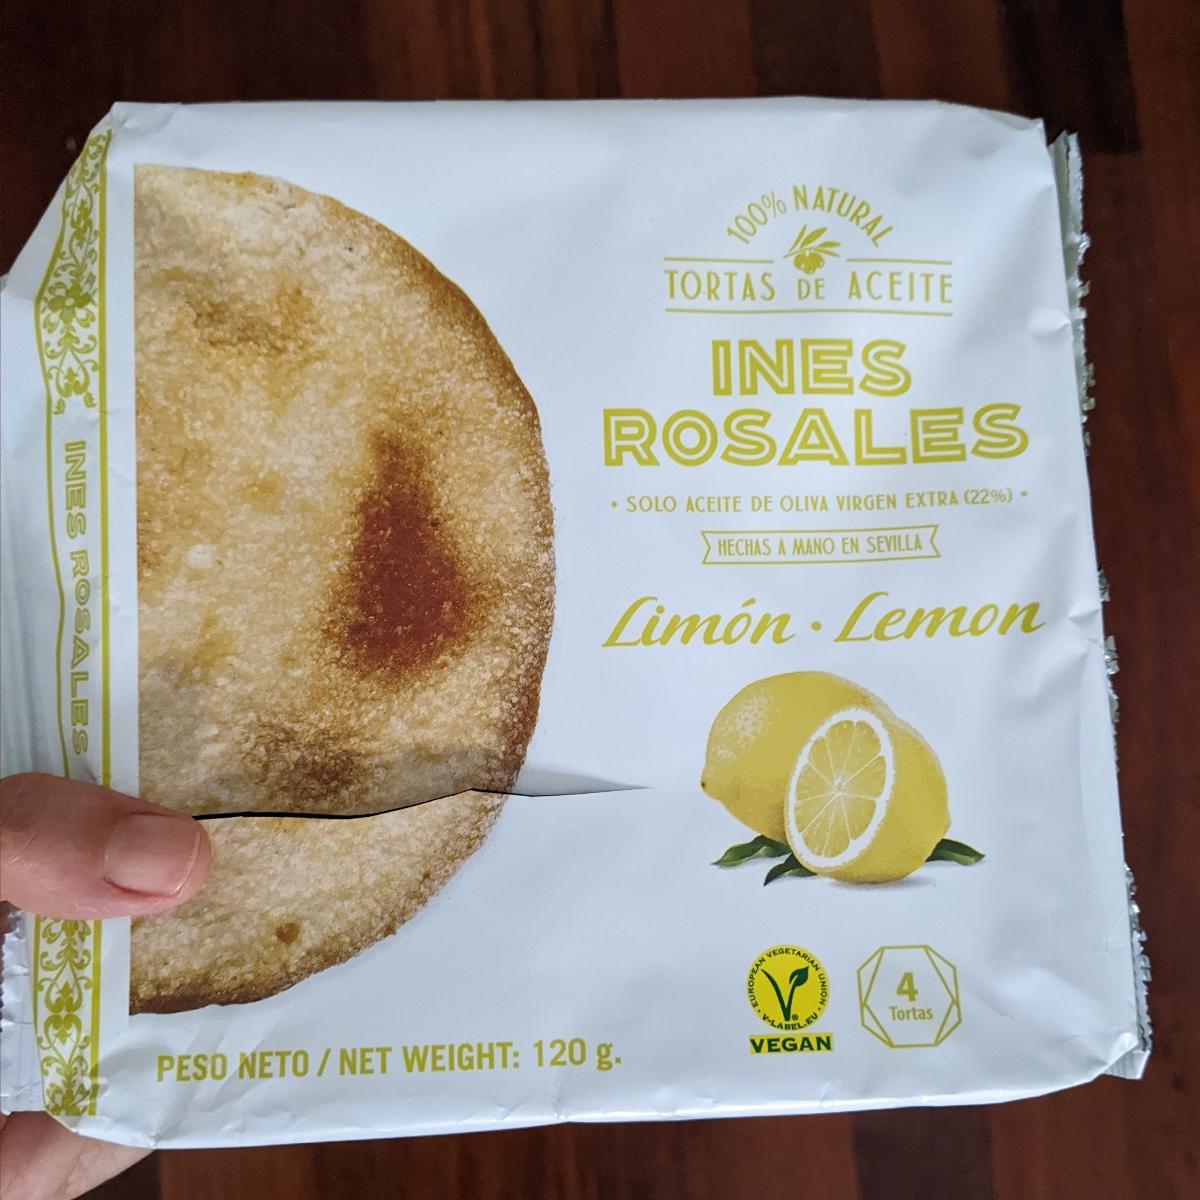 100% NATURAL
TORTAS DE ACEITE
INES
ROSALES
• SOLO ACEITE DE OLIVA VIRGEN EXTRA (22%) •
HECHAS A MANO EN SEVILLA
Limón · Lemon
INES ROSALES
EUROPEAN VEGETARIAN UNION
V-LABEL.EU
VEGAN
4
Tortas
PESO NETO / NET WEIGHT: 120 g.